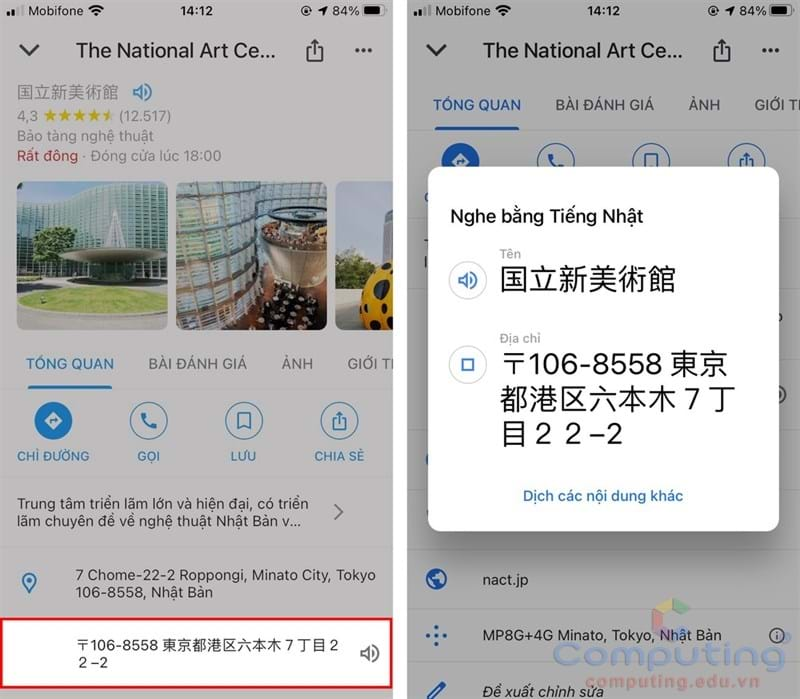 Mobifone
14:12
84%
The National Art Ce...
国立新美術館
4,3
(12.517)
Bảo tàng nghệ thuật
Rất đông · Đóng cửa lúc 18:00
TỔNG QUAN
BÀI ĐÁNH GIÁ
ẢNH
GIỚI T
CHỈ ĐƯỜNG
GỌI
LƯU
CHIA SẺ
Trung tâm triển lãm lớn và hiện đại, có triển
lãm chuyên đề về nghệ thuật Nhật Bản v...
7 Chome-22-2 Roppongi, Minato City, Tokyo
106-8558, Nhật Bản
〒106-8558 東京都港区六本木７丁目２
２−2
Mobifone
14:12
84%
The National Art Ce...
TỔNG QUAN
BÀI ĐÁNH GIÁ
ẢNH
GIỚI T
Nghe bằng Tiếng Nhật
Tên
国立新美術館
Địa chỉ
〒106-8558 東京
都港区六本木７丁
目２２−2
Dịch các nội dung khác
nact.jp
MP8G+4G Minato, Tokyo, Nhật Bản
Đề xuất chỉnh sửa
Computing
computing.edu.vn